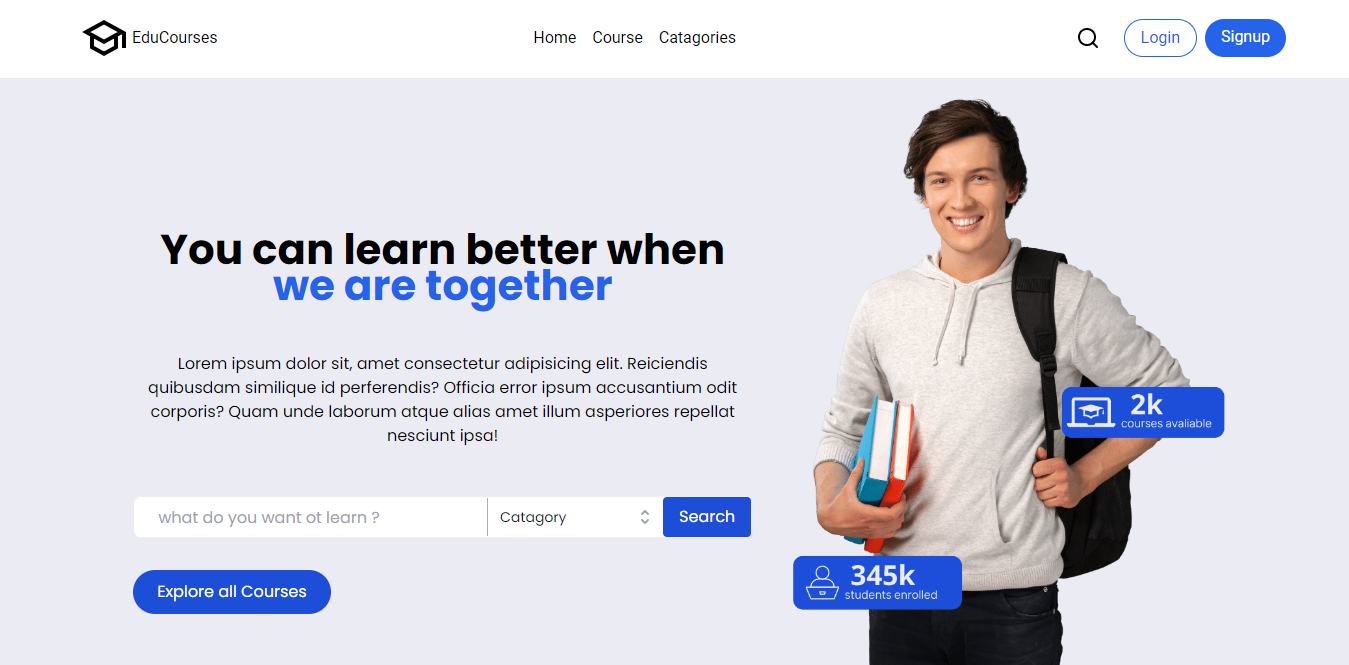 EduCourses
Home Course Catagories
Login Signup
You can learn better when
we are together
Lorem ipsum dolor sit, amet consectetur adipisicing elit. Reiciendis
quibusdam similique id perferendis? Officia error ipsum accusantium odit
corporis? Quam unde laborum atque alias amet illum asperiores repellat
nesciunt ipsa!
what do you want ot learn ? Catagory Search
Explore all Courses
2k
courses avaliable
345k
students enrolled